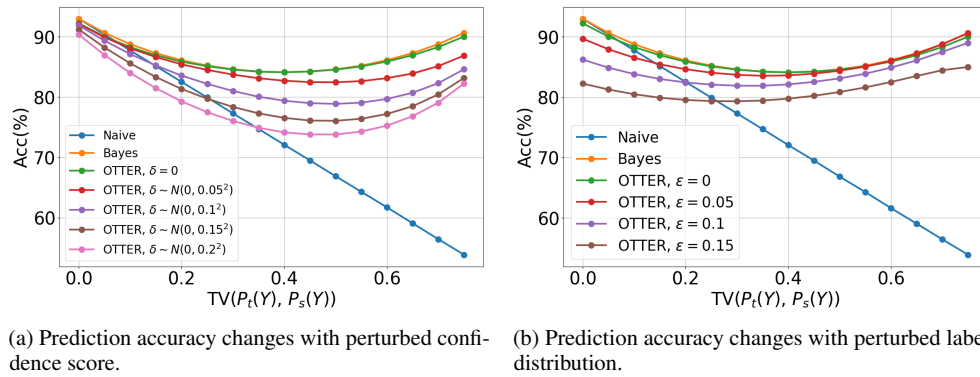 90
80
70
60
Acc(%)
Naive
Bayes
OTTER, δ = 0
OTTER, δ ~ N(0, 0.05²)
OTTER, δ ~ N(0, 0.1²)
OTTER, δ ~ N(0, 0.15²)
OTTER, δ ~ N(0, 0.2²)
0.0 0.2 0.4 0.6
TV(Pₜ(Y), Pₛ(Y))
90
80
70
60
Acc(%)
Naive
Bayes
OTTER, ε = 0
OTTER, ε = 0.05
OTTER, ε = 0.1
OTTER, ε = 0.15
0.0 0.2 0.4 0.6
TV(Pₜ(Y), Pₛ(Y))
(a) Prediction accuracy changes with perturbed confi-
dence score.
(b) Prediction accuracy changes with perturbed labe
distribution.